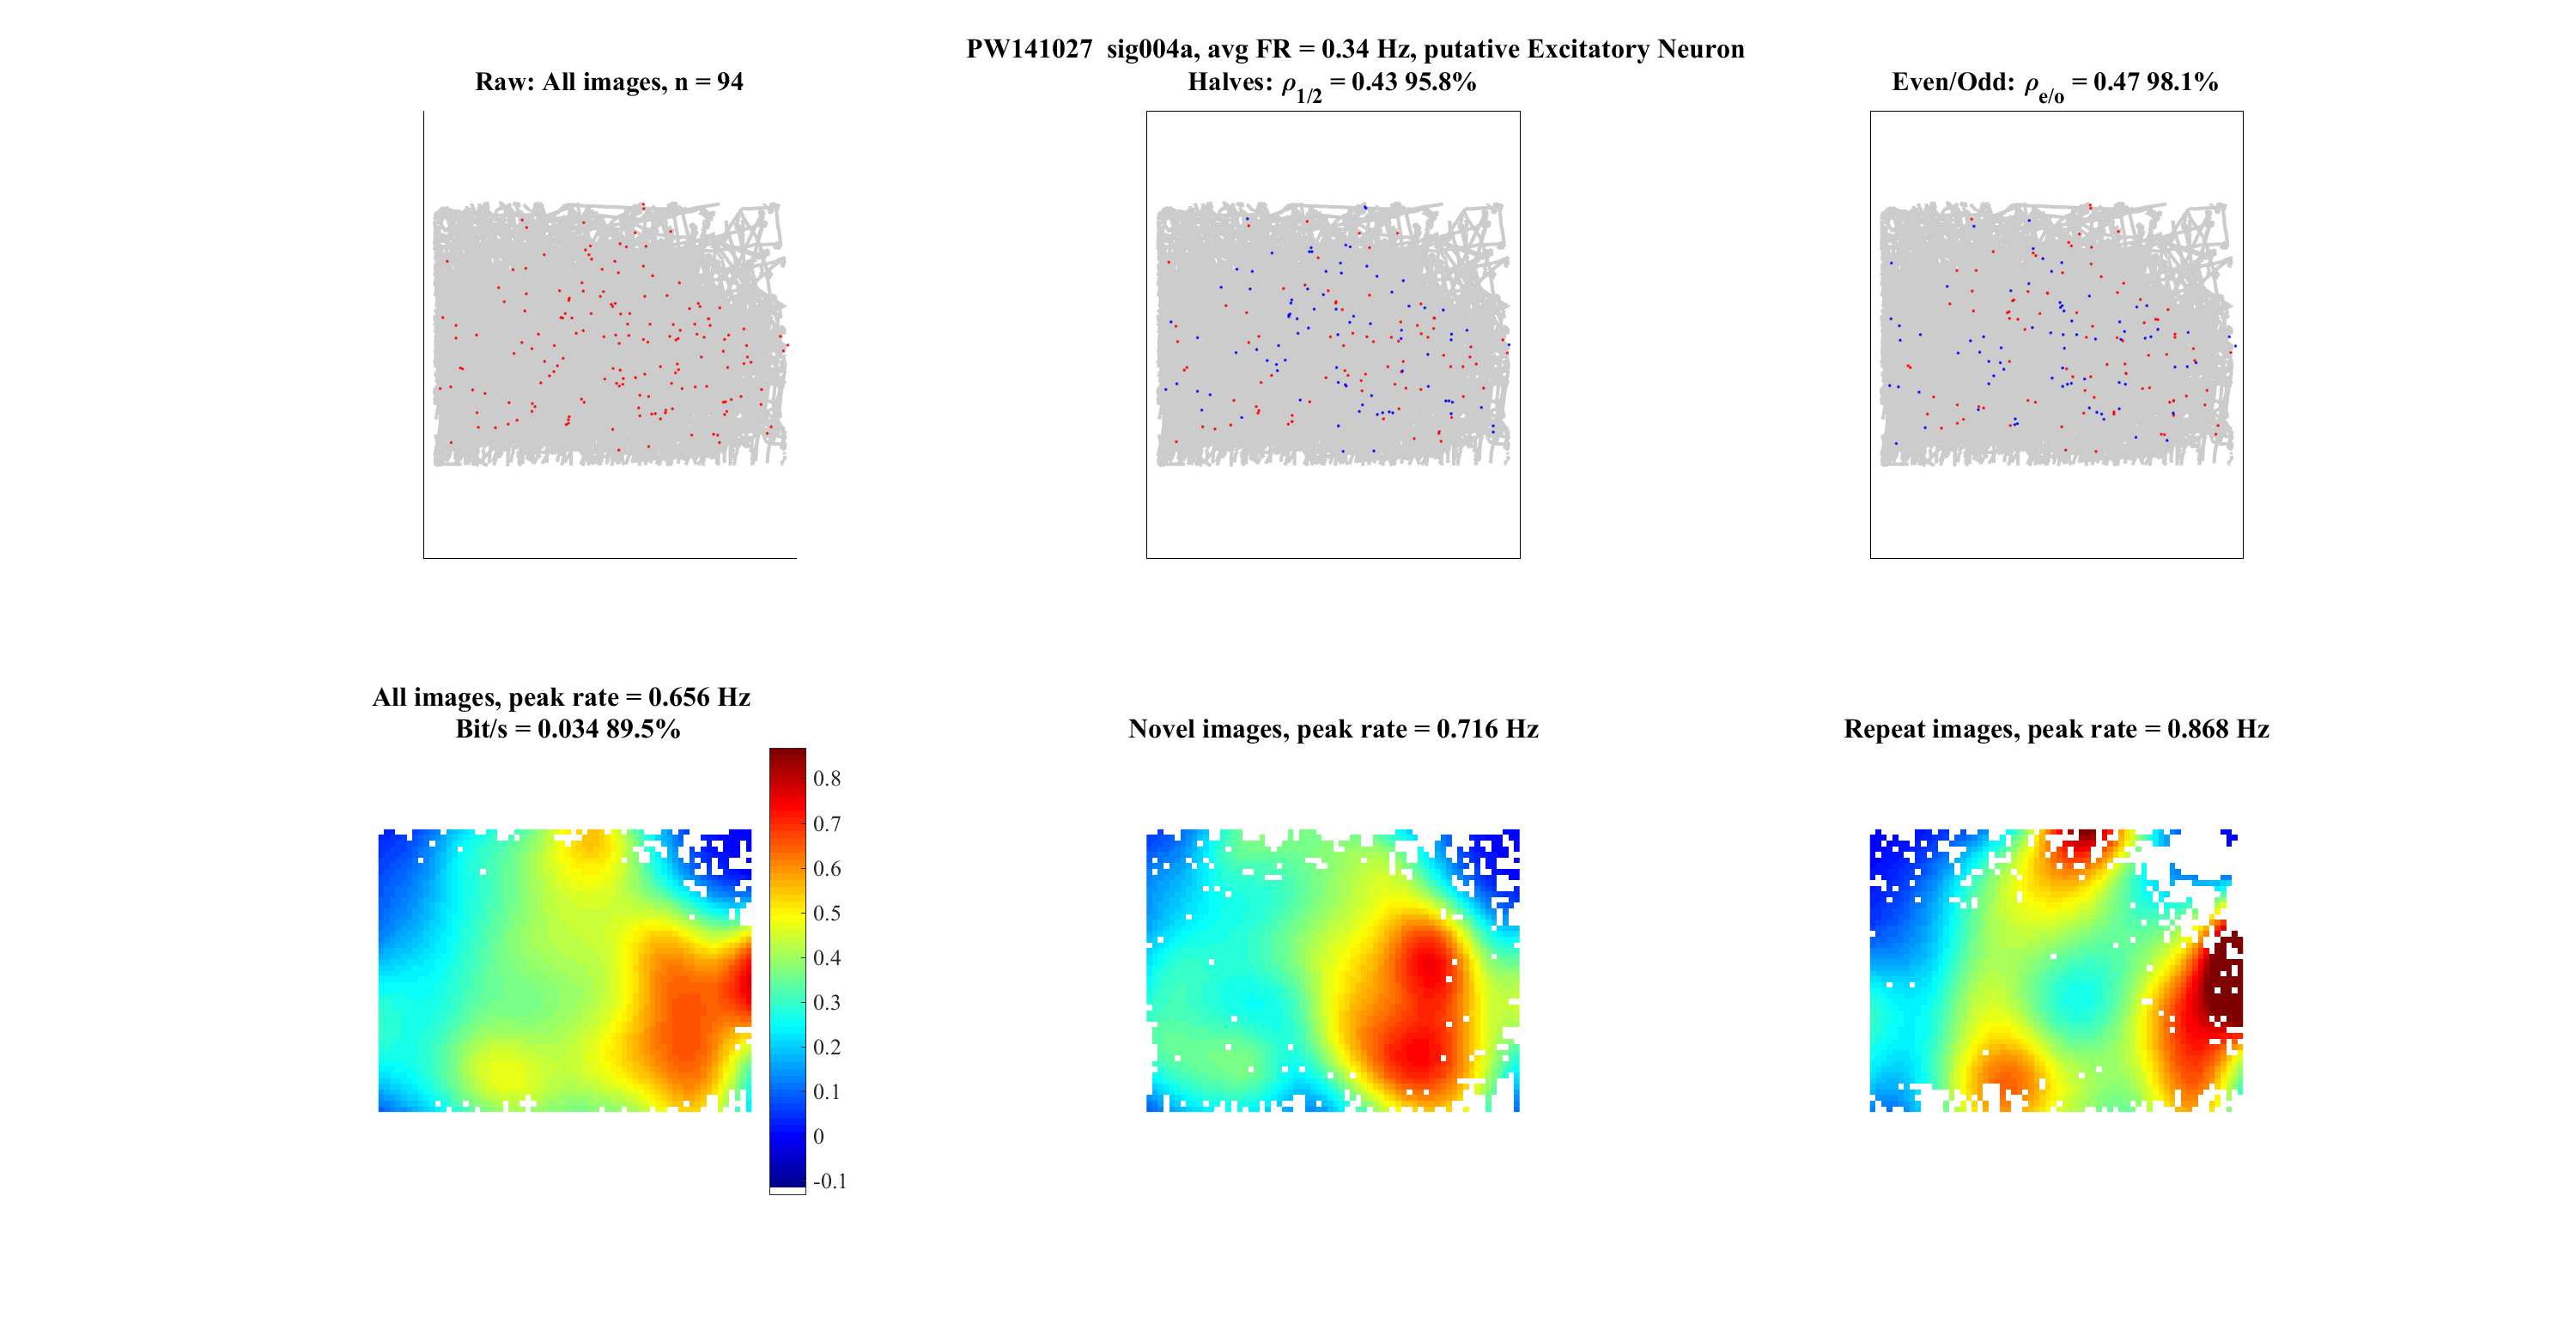 PW141027 sig004a, avg FR = 0.34 Hz, putative Excitatory Neuron
Raw: All images, n = 94
Halves: ρ1/2 = 0.43 95.8%
Even/Odd: ρe/o = 0.47 98.1%
All images, peak rate = 0.656 Hz
Bit/s = 0.034 89.5%
Novel images, peak rate = 0.716 Hz
Repeat images, peak rate = 0.868 Hz
0.8
0.7
0.6
0.5
0.4
0.3
0.2
0.1
0
-0.1